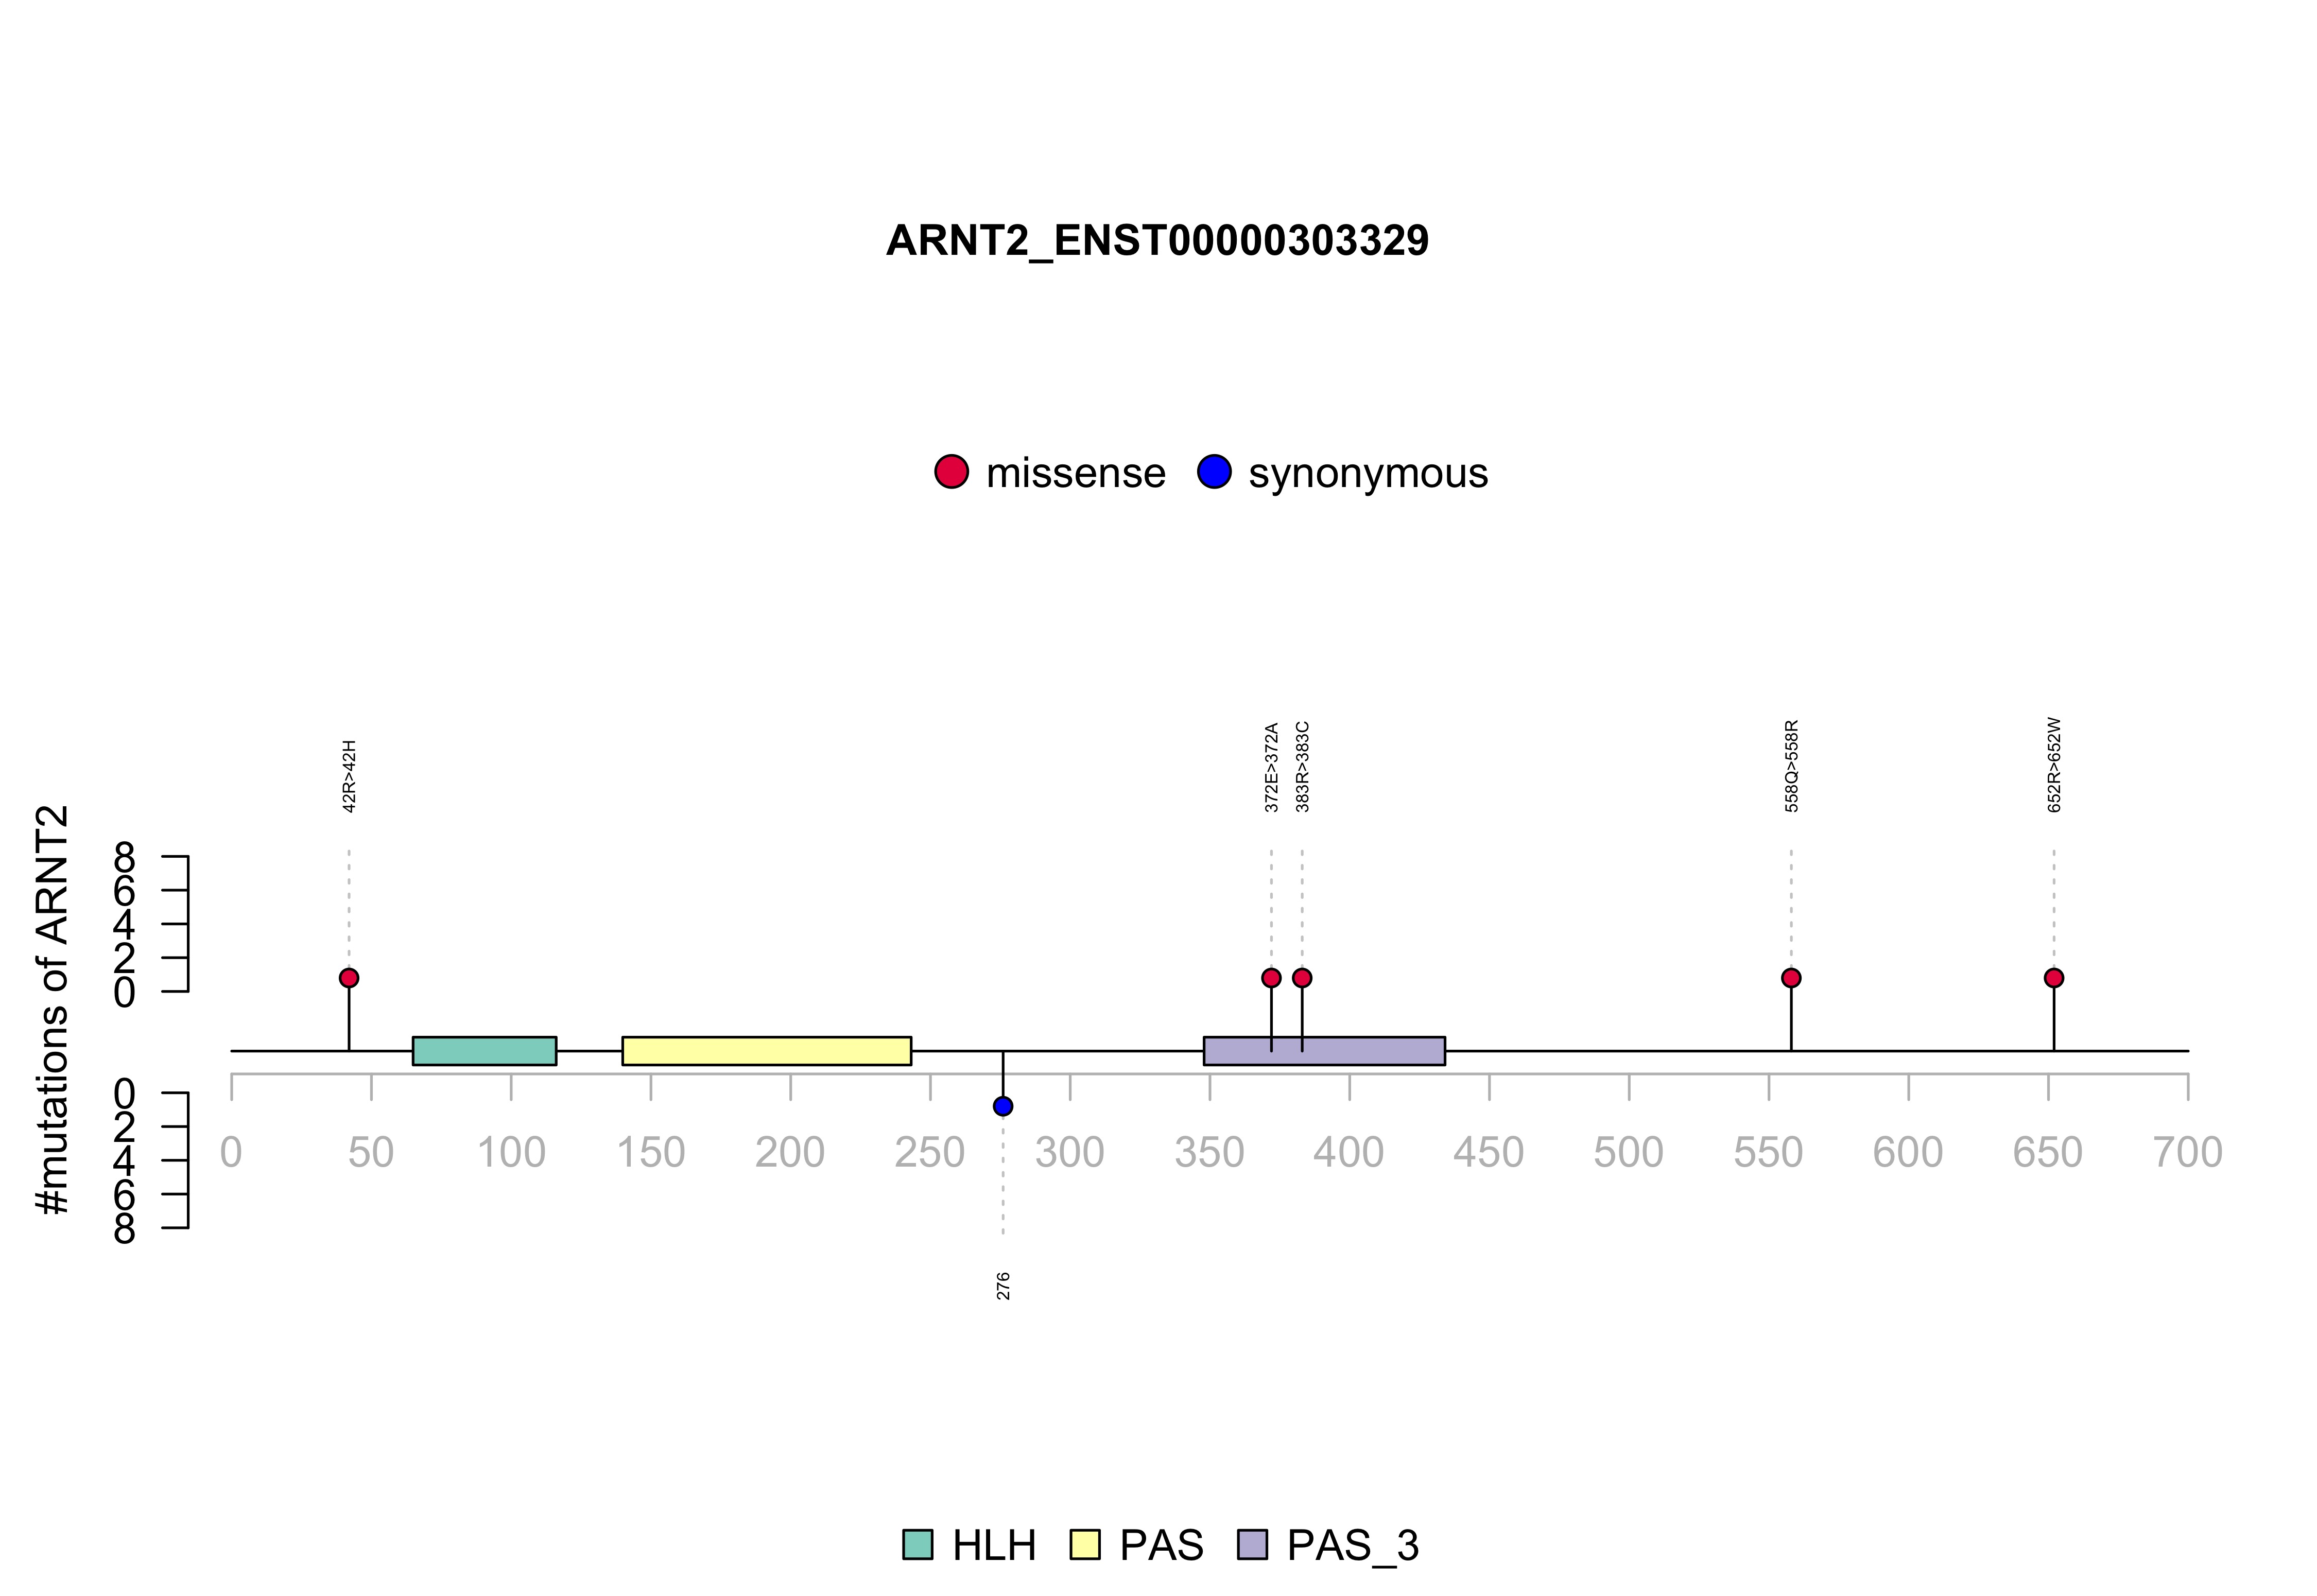 ARNT2_ENST00000303329
missense synonymous
42R>42H 372E>372A 383R>383C 558Q>558R 652R>652W
#mutations of ARNT2
8
6
4
2
0
0
2
4
6
8
0 50 100 150 200 250 300 350 400 450 500 550 600 650 700
276
HLH PAS PAS_3